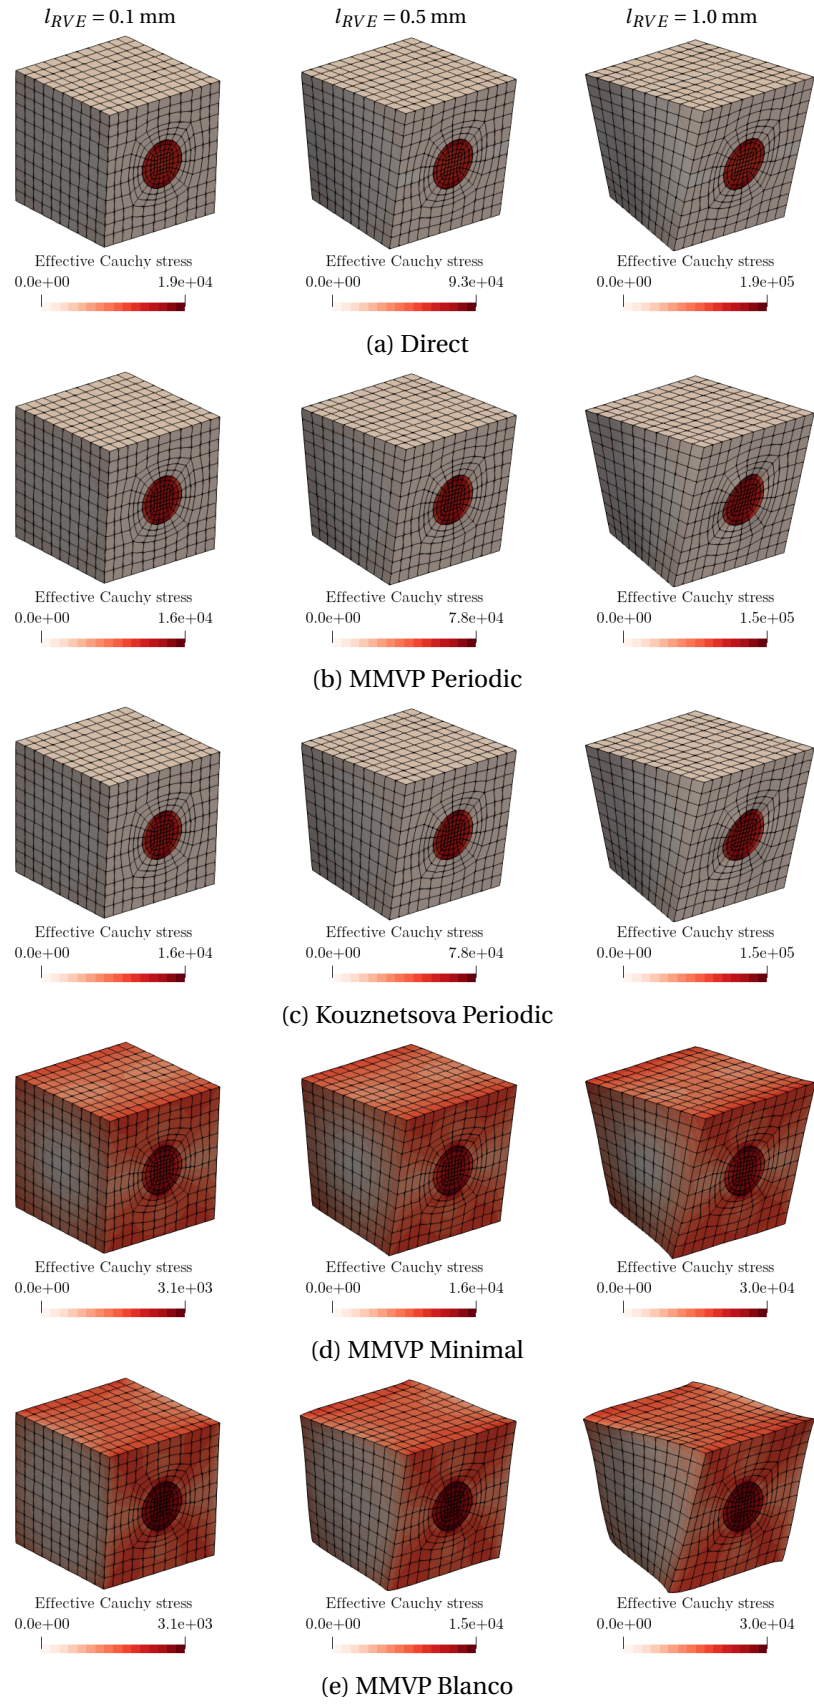 l_RVE = 0.1 mm l_RVE = 0.5 mm l_RVE = 1.0 mm
Effective Cauchy stress Effective Cauchy stress Effective Cauchy stress
0.0e+00 1.9e+04 0.0e+00 9.3e+04 0.0e+00 1.9e+05
(a) Direct
Effective Cauchy stress Effective Cauchy stress Effective Cauchy stress
0.0e+00 1.6e+04 0.0e+00 7.8e+04 0.0e+00 1.5e+05
(b) MMVP Periodic
Effective Cauchy stress Effective Cauchy stress Effective Cauchy stress
0.0e+00 1.6e+04 0.0e+00 7.8e+04 0.0e+00 1.5e+05
(c) Kouznetsova Periodic
Effective Cauchy stress Effective Cauchy stress Effective Cauchy stress
0.0e+00 3.1e+03 0.0e+00 1.6e+04 0.0e+00 3.0e+04
(d) MMVP Minimal
Effective Cauchy stress Effective Cauchy stress Effective Cauchy stress
0.0e+00 3.1e+03 0.0e+00 1.5e+04 0.0e+00 3.0e+04
(e) MMVP Blanco